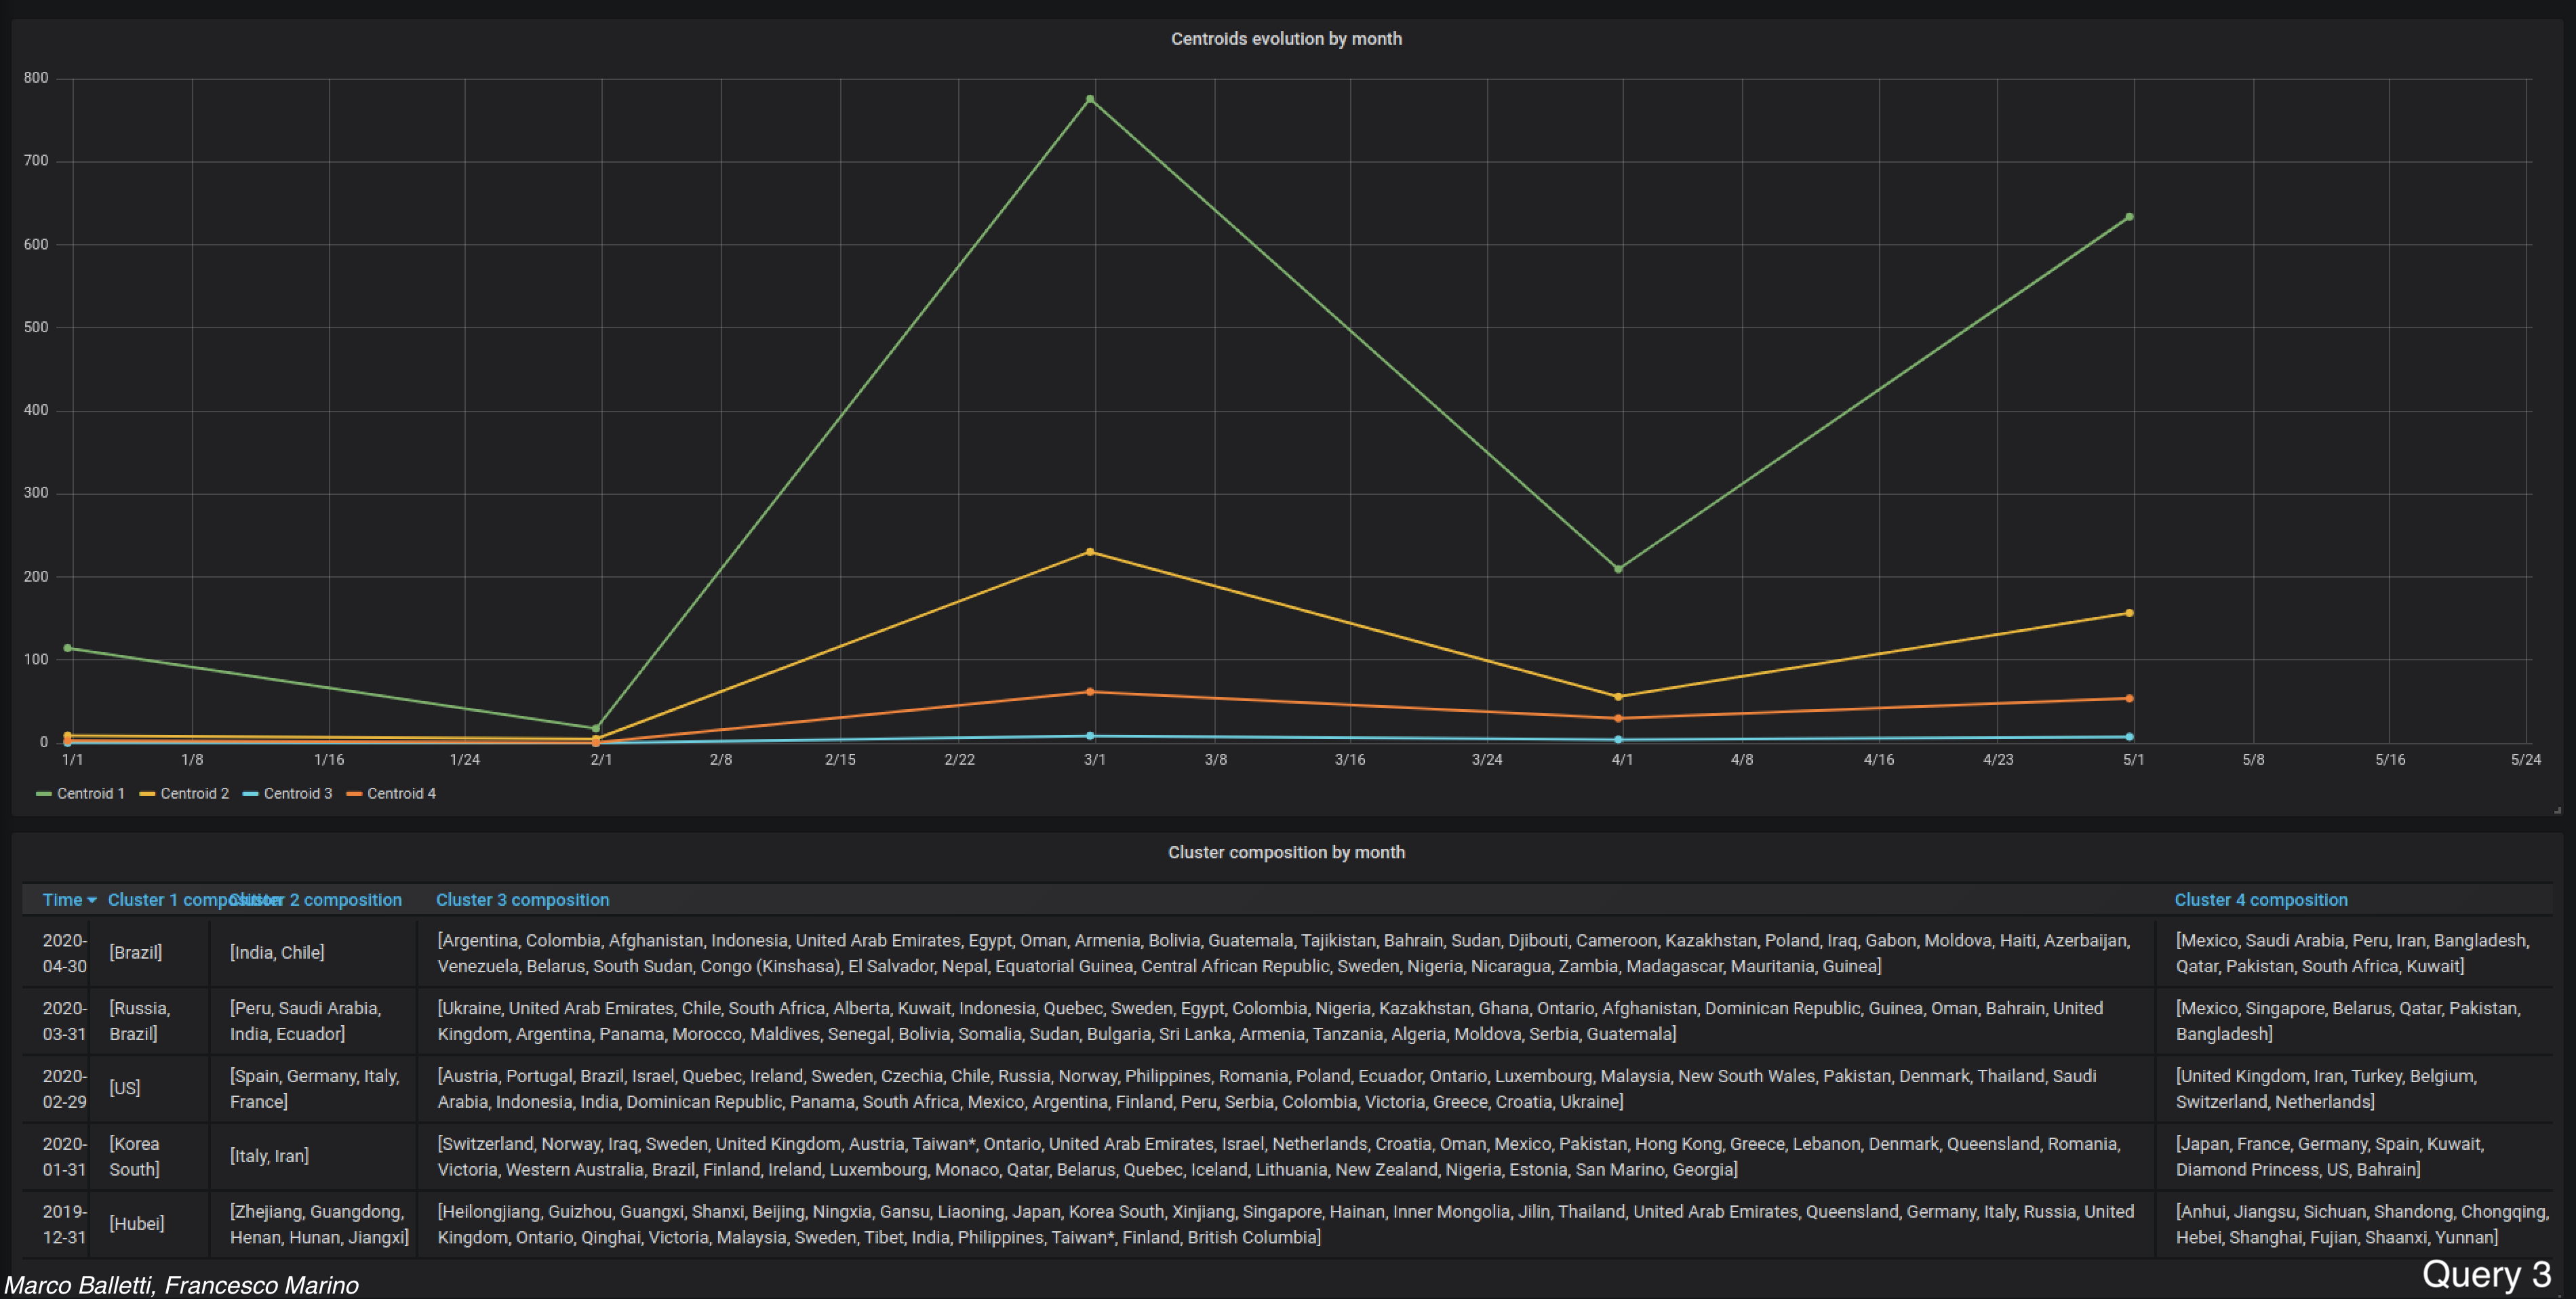 Centroids evolution by month
800
700
600
500
400
300
200
100
0
1/1 1/8 1/16 1/24 2/1 2/8 2/15 2/22 3/1 3/8 3/16 3/24 4/1 4/8 4/16 4/23 5/1 5/8 5/16 5/24
Centroid 1 Centroid 2 Centroid 3 Centroid 4
Cluster composition by month
Time Cluster 1 composition Cluster 2 composition Cluster 3 composition Cluster 4 composition
2020-
04-30
[Brazil]
[India, Chile]
[Argentina, Colombia, Afghanistan, Indonesia, United Arab Emirates, Egypt, Oman, Armenia, Bolivia, Guatemala, Tajikistan, Bahrain, Sudan, Djibouti, Cameroon, Kazakhstan, Poland, Iraq, Gabon, Moldova, Haiti, Azerbaijan,
Venezuela, Belarus, South Sudan, Congo (Kinshasa), El Salvador, Nepal, Equatorial Guinea, Central African Republic, Sweden, Nigeria, Nicaragua, Zambia, Madagascar, Mauritania, Guinea]
[Mexico, Saudi Arabia, Peru, Iran, Bangladesh,
Qatar, Pakistan, South Africa, Kuwait]
2020-
03-31
[Russia,
Brazil]
[Peru, Saudi Arabia,
India, Ecuador]
[Ukraine, United Arab Emirates, Chile, South Africa, Alberta, Kuwait, Indonesia, Quebec, Sweden, Egypt, Colombia, Nigeria, Kazakhstan, Ghana, Ontario, Afghanistan, Dominican Republic, Guinea, Oman, Bahrain, United
Kingdom, Argentina, Panama, Morocco, Maldives, Senegal, Bolivia, Somalia, Sudan, Bulgaria, Sri Lanka, Armenia, Tanzania, Algeria, Moldova, Serbia, Guatemala]
[Mexico, Singapore, Belarus, Qatar, Pakistan,
Bangladesh]
2020-
02-29
[US]
[Spain, Germany, Italy,
France]
[Austria, Portugal, Brazil, Israel, Quebec, Ireland, Sweden, Czechia, Chile, Russia, Norway, Philippines, Romania, Poland, Ecuador, Ontario, Luxembourg, Malaysia, New South Wales, Pakistan, Denmark, Thailand, Saudi
Arabia, Indonesia, India, Dominican Republic, Panama, South Africa, Mexico, Argentina, Finland, Peru, Serbia, Colombia, Victoria, Greece, Croatia, Ukraine]
[United Kingdom, Iran, Turkey, Belgium,
Switzerland, Netherlands]
2020-
01-31
[Korea
South]
[Italy, Iran]
[Switzerland, Norway, Iraq, Sweden, United Kingdom, Austria, Taiwan*, Ontario, United Arab Emirates, Israel, Netherlands, Croatia, Oman, Mexico, Pakistan, Hong Kong, Greece, Lebanon, Denmark, Queensland, Romania,
Victoria, Western Australia, Brazil, Finland, Ireland, Luxembourg, Monaco, Qatar, Belarus, Quebec, Iceland, Lithuania, New Zealand, Nigeria, Estonia, San Marino, Georgia]
[Japan, France, Germany, Spain, Kuwait,
Diamond Princess, US, Bahrain]
2019-
12-31
[Hubei]
[Zhejiang, Guangdong,
Henan, Hunan, Jiangxi]
[Heilongjiang, Guizhou, Guangxi, Shanxi, Beijing, Ningxia, Gansu, Liaoning, Japan, Korea South, Xinjiang, Singapore, Hainan, Inner Mongolia, Jilin, Thailand, United Arab Emirates, Queensland, Germany, Italy, Russia, United
Kingdom, Ontario, Qinghai, Victoria, Malaysia, Sweden, Tibet, India, Philippines, Taiwan*, Finland, British Columbia]
[Anhui, Jiangsu, Sichuan, Shandong, Chongqing,
Hebei, Shanghai, Fujian, Shaanxi, Yunnan]
Marco Balletti, Francesco Marino
Query 3